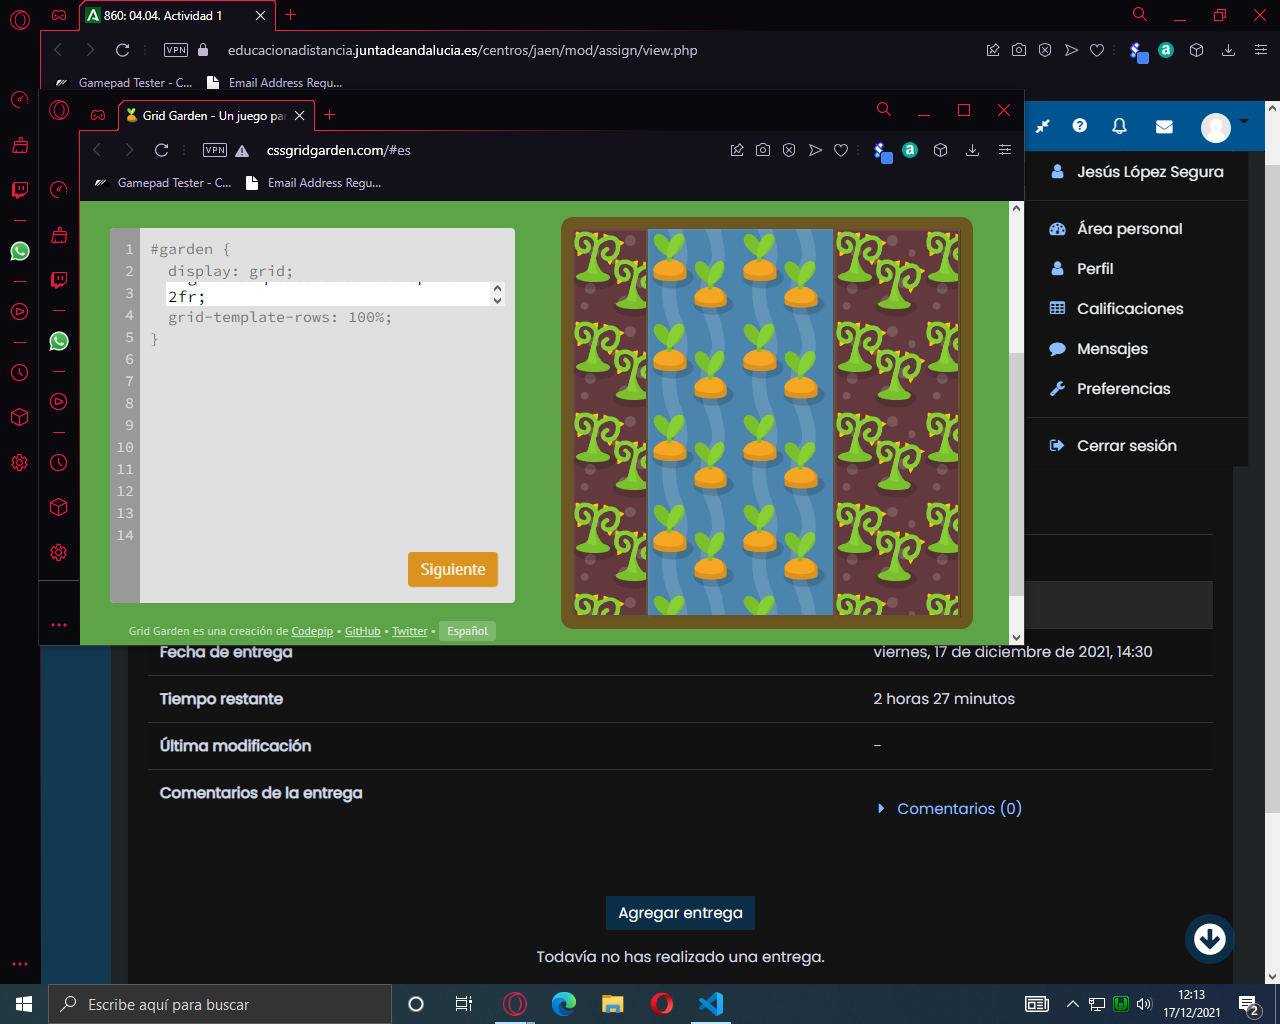 860: 04.04. Actividad 1
VPN
educacionadistancia.juntadeandalucia.es/centros/jaen/mod/assign/view.php
Gamepad Tester - C...
Email Address Requ...
Grid Garden - Un juego par
VPN
cssgridgarden.com/#es
Gamepad Tester - C...
Email Address Regu...
Jesús López Segura
Área personal
Perfil
Calificaciones
Mensajes
Preferencias
Cerrar sesión
1 #garden {
2 display: grid;
3 2fr;
4 grid-template-rows: 100%;
5 }
6
7
8
9
10
11
12
13
14
Siguiente
Grid Garden es una creación de Codepip • GitHub • Twitter • Español
Fecha de entrega viernes, 17 de diciembre de 2021, 14:30
Tiempo restante 2 horas 27 minutos
Última modificación -
Comentarios de la entrega
Comentarios (0)
Agregar entrega
Todavía no has realizado una entrega.
Escribe aquí para buscar
12:13
17/12/2021
2